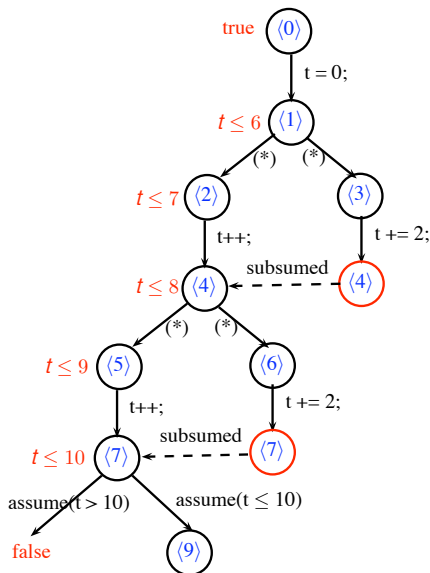 true ⟨0⟩
t = 0;
t ≤ 6 ⟨1⟩
(*) (*)
t ≤ 7 ⟨2⟩ ⟨3⟩
t++; t += 2;
t ≤ 8 ⟨4⟩ subsumed ⟨4⟩
(*) (*)
t ≤ 9 ⟨5⟩ ⟨6⟩
t++; t += 2;
t ≤ 10 ⟨7⟩ subsumed ⟨7⟩
assume(t > 10) assume(t ≤ 10)
false ⟨9⟩